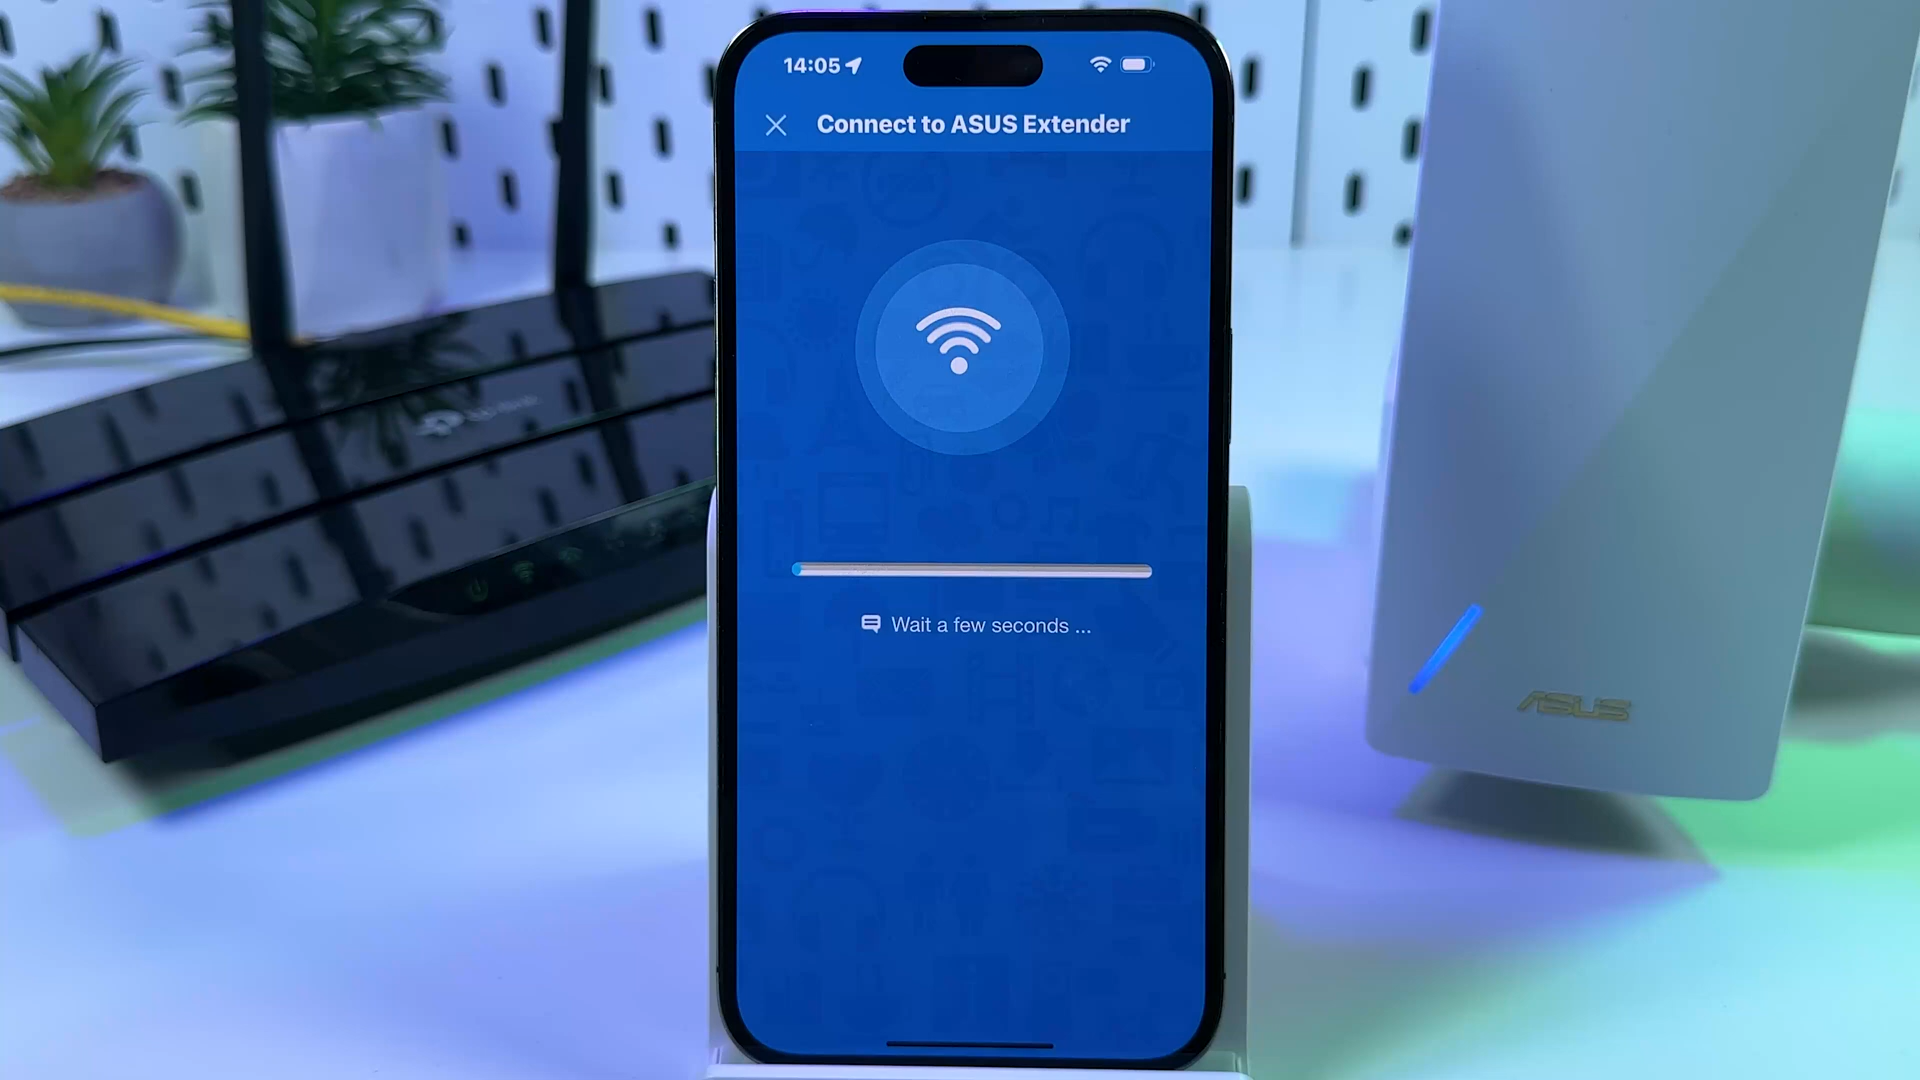 14:05
Connect to ASUS Extender
Wait a few seconds ...
ASUS